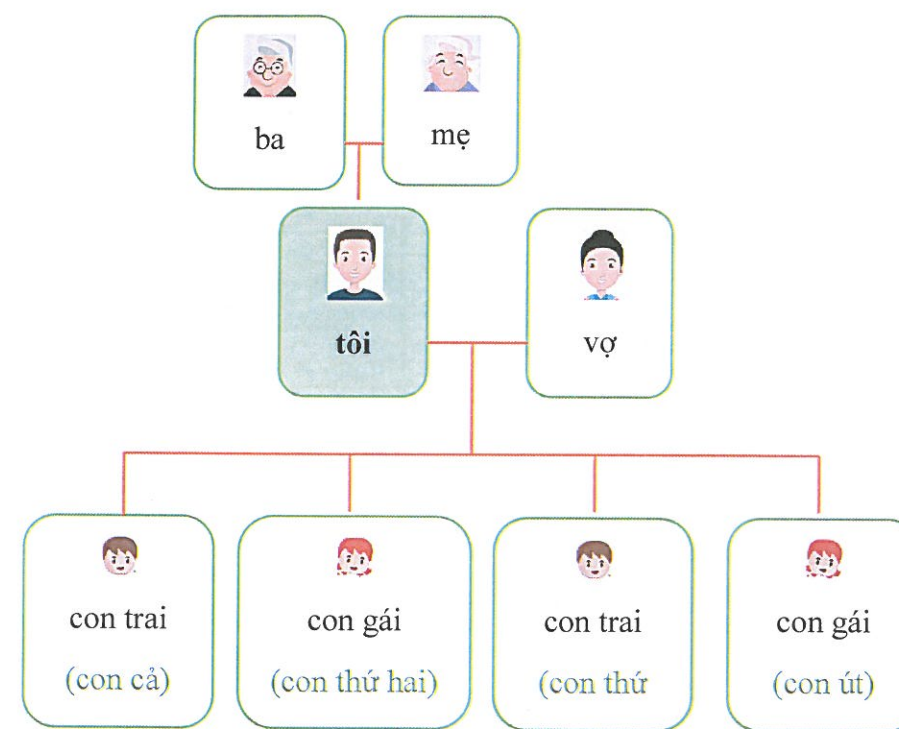 ba
mẹ
tôi
vợ
con trai
(con cả)
con gái
(con thứ hai)
con trai
(con thứ
con gái
(con út)